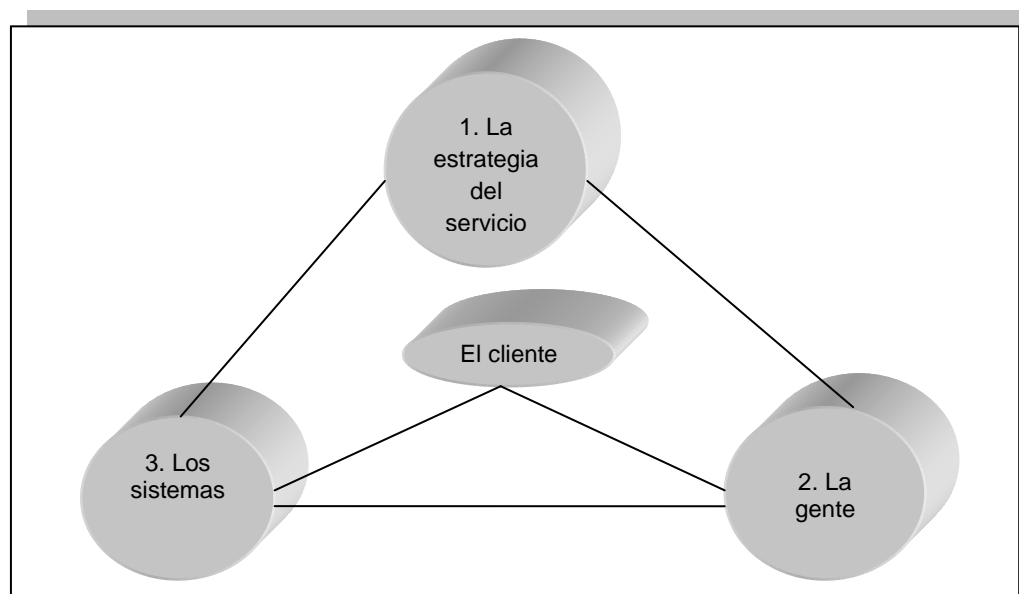 1. La
estrategia
del
servicio
El cliente
3. Los
sistemas
2. La
gente